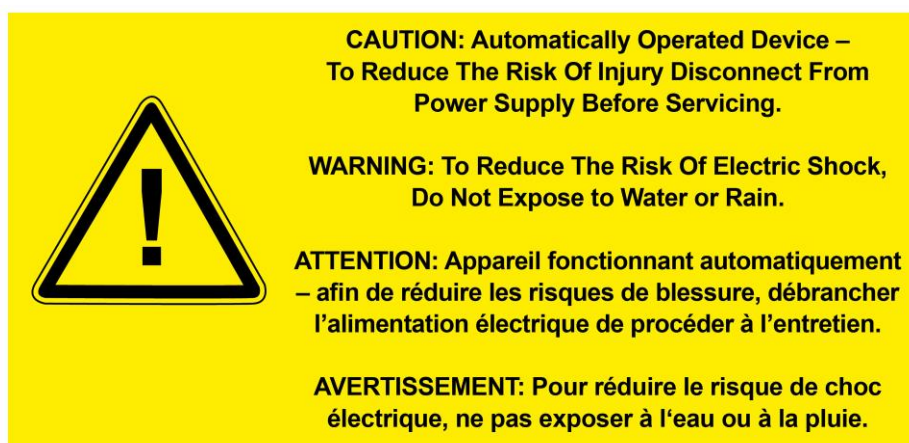 CAUTION: Automatically Operated Device –
To Reduce The Risk Of Injury Disconnect From
Power Supply Before Servicing.
WARNING: To Reduce The Risk Of Electric Shock,
Do Not Expose to Water or Rain.
ATTENTION: Appareil fonctionnant automatiquement
– afin de réduire les risques de blessure, débrancher
l’alimentation électrique de procéder à l’entretien.
AVERTISSEMENT: Pour réduire le risque de choc
électrique, ne pas exposer à l‘eau ou à la pluie.